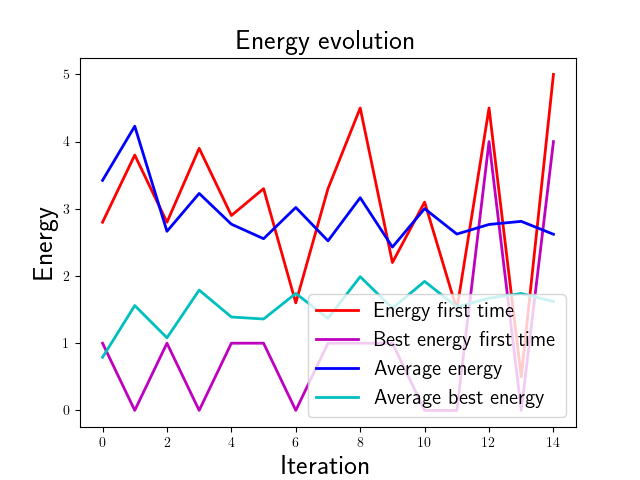 Energy evolution
Energy
5
4
3
2
1
0
Energy first time
Best energy first time
Average energy
Average best energy
0 2 4 6 8 10 12 14
Iteration